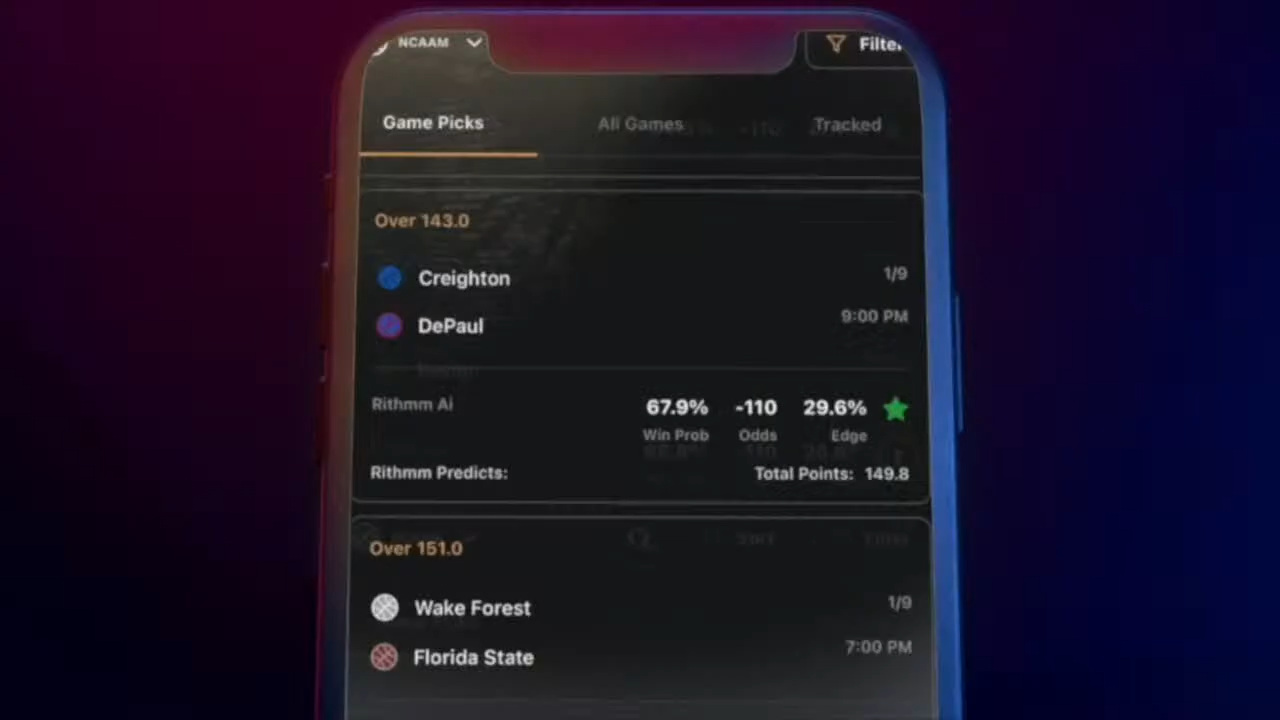 NCAAM Filter
Game Picks All Games Tracked
Over 143.0
Creighton 1/9
DePaul 9:00 PM
Rithmm Ai 67.9% -110 29.6%
Win Prob Odds Edge
Rithmm Predicts: Total Points: 149.8
Over 151.0
Wake Forest 1/9
Florida State 7:00 PM